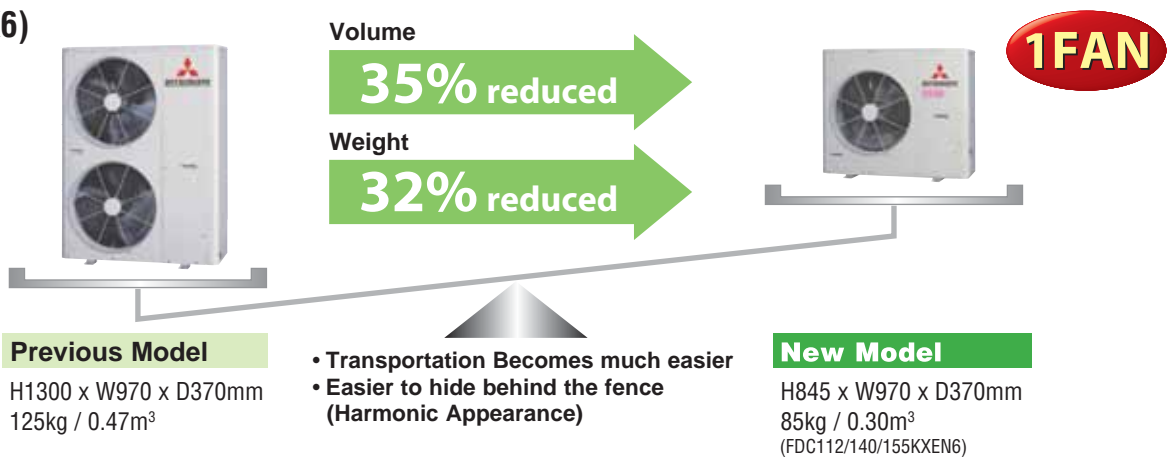 6)
Volume
35% reduced
Weight
32% reduced
1FAN
Previous Model
H1300 x W970 x D370mm
125kg / 0.47m³
• Transportation Becomes much easier
• Easier to hide behind the fence
(Harmonic Appearance)
New Model
H845 x W970 x D370mm
85kg / 0.30m³
(FDC112/140/155KXEN6)